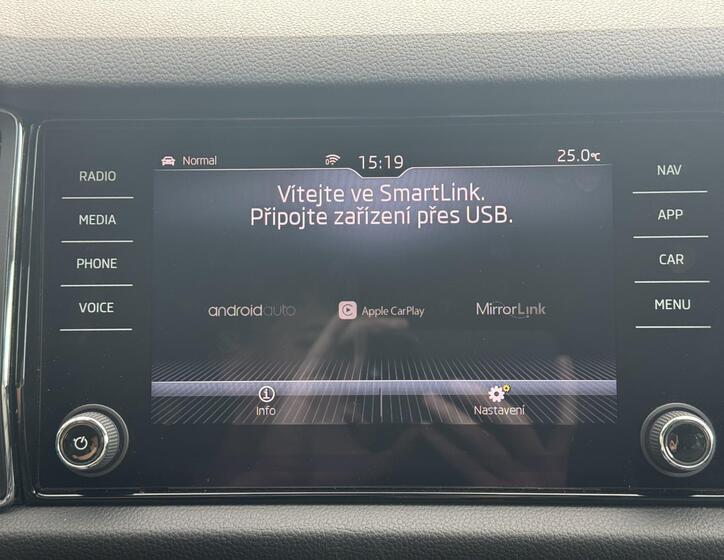 Normal
15:19
25.0°C
RADIO
MEDIA
PHONE
VOICE
NAV
APP
CAR
MENU
Vítejte ve SmartLink.
Připojte zařízení přes USB.
androidauto
Apple CarPlay
MirrorLink
Info
Nastavení